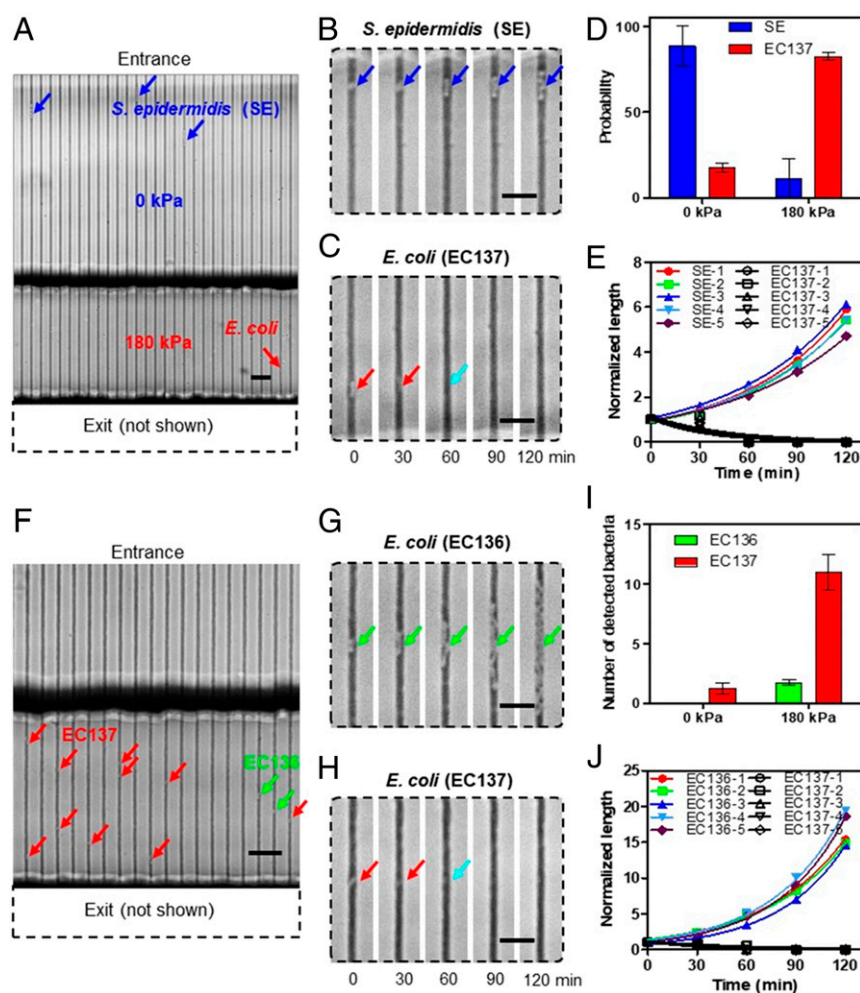 A
Entrance
S. epidermidis (SE)
0 kPa
180 kPa
E. coli
Exit (not shown)
B
S. epidermidis (SE)
C
E. coli (EC137)
0 30 60 90 120 min
D
SE
EC137
Probability
100
50
0
0 kPa 180 kPa
E
SE-1 EC137-1
SE-2 EC137-2
SE-3 EC137-3
SE-4 EC137-4
SE-5 EC137-5
Normalized length
10
8
6
4
2
0
0 30 60 90 120
Time (min)
F
Entrance
EC137
EC136
Exit (not shown)
G
E. coli (EC136)
H
E. coli (EC137)
0 30 60 90 120 min
I
EC136
EC137
Number of detected bacteria
15
10
5
0
0 kPa 180 kPa
J
EC136-1 EC137-1
EC136-2 EC137-2
EC136-3 EC137-3
EC136-4 EC137-4
EC136-5 EC137-5
Normalized length
25
20
15
10
5
0
0 30 60 90 120
Time (min)